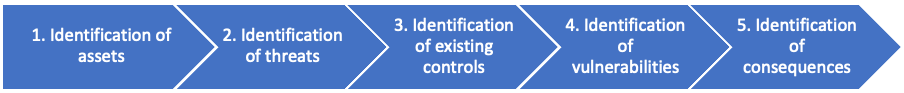 1. Identification of
assets
2. Identification
of threats
3. Identification
of existing
controls
4. Identification
of
vulnerabilities
5. Identification
of
consequences